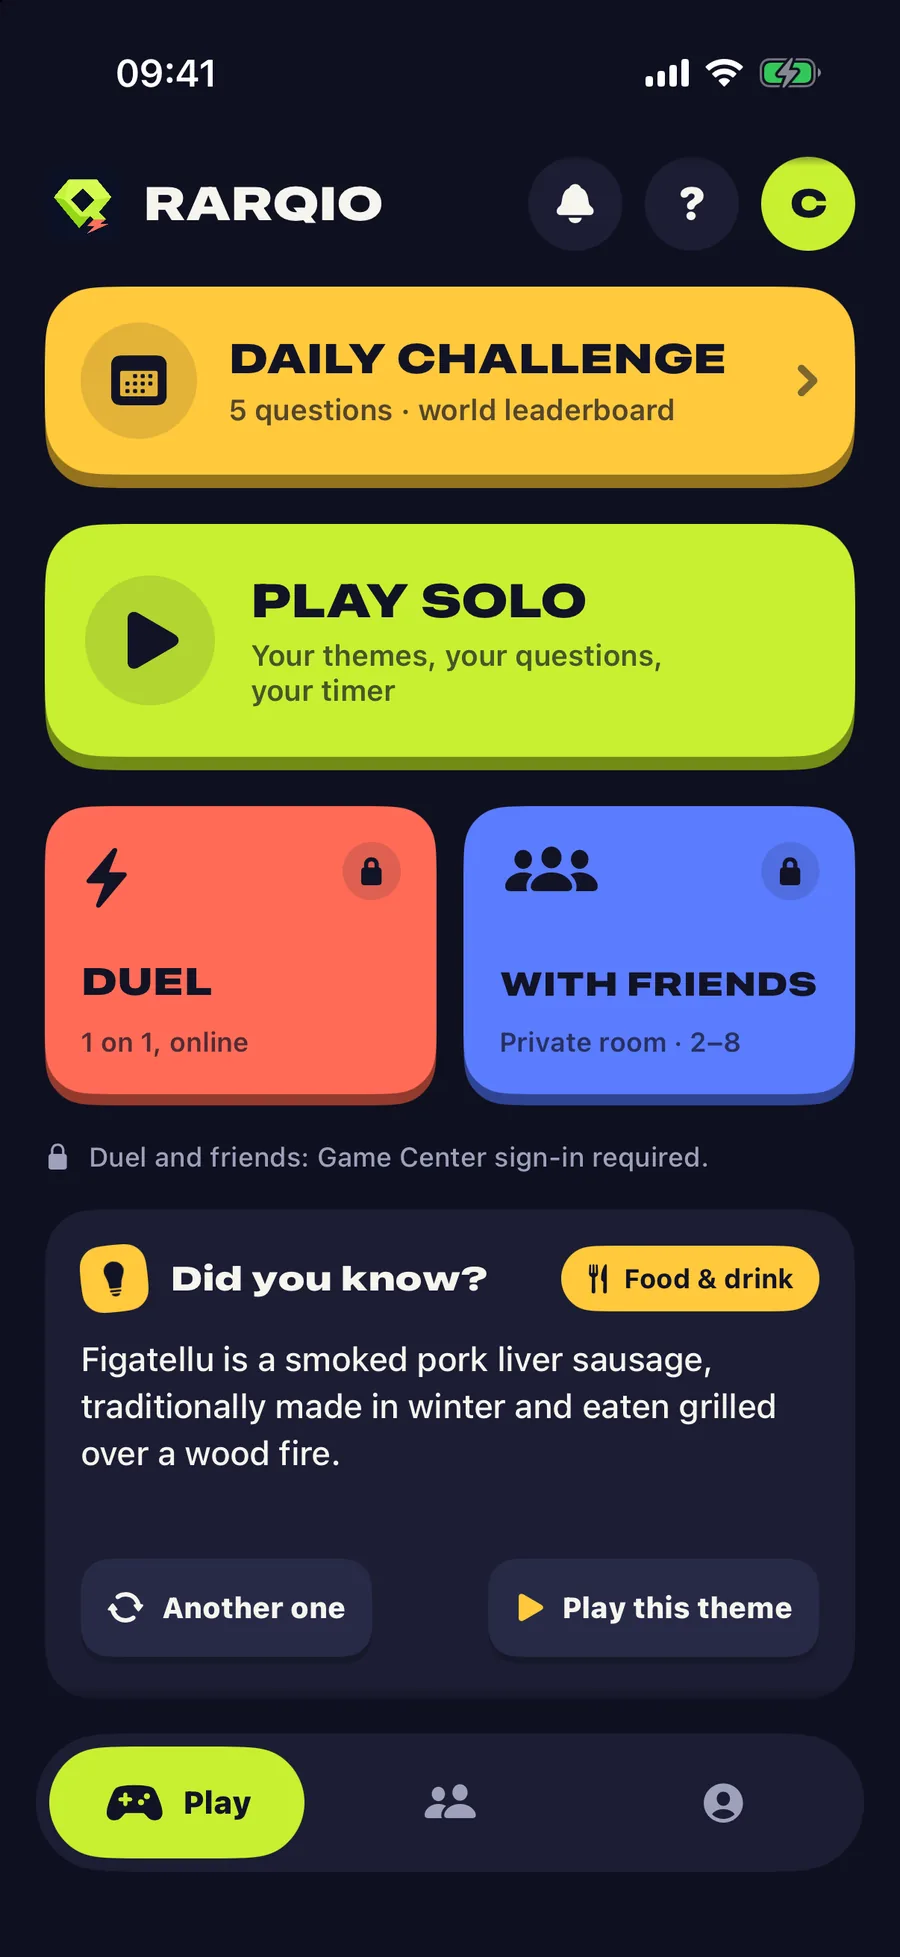 09:41
RARQIO
?
C
DAILY CHALLENGE
5 questions · world leaderboard
PLAY SOLO
Your themes, your questions,
your timer
DUEL
1 on 1, online
WITH FRIENDS
Private room · 2–8
Duel and friends: Game Center sign-in required.
Did you know?
Food & drink
Figatellu is a smoked pork liver sausage,
traditionally made in winter and eaten grilled
over a wood fire.
Another one
Play this theme
Play